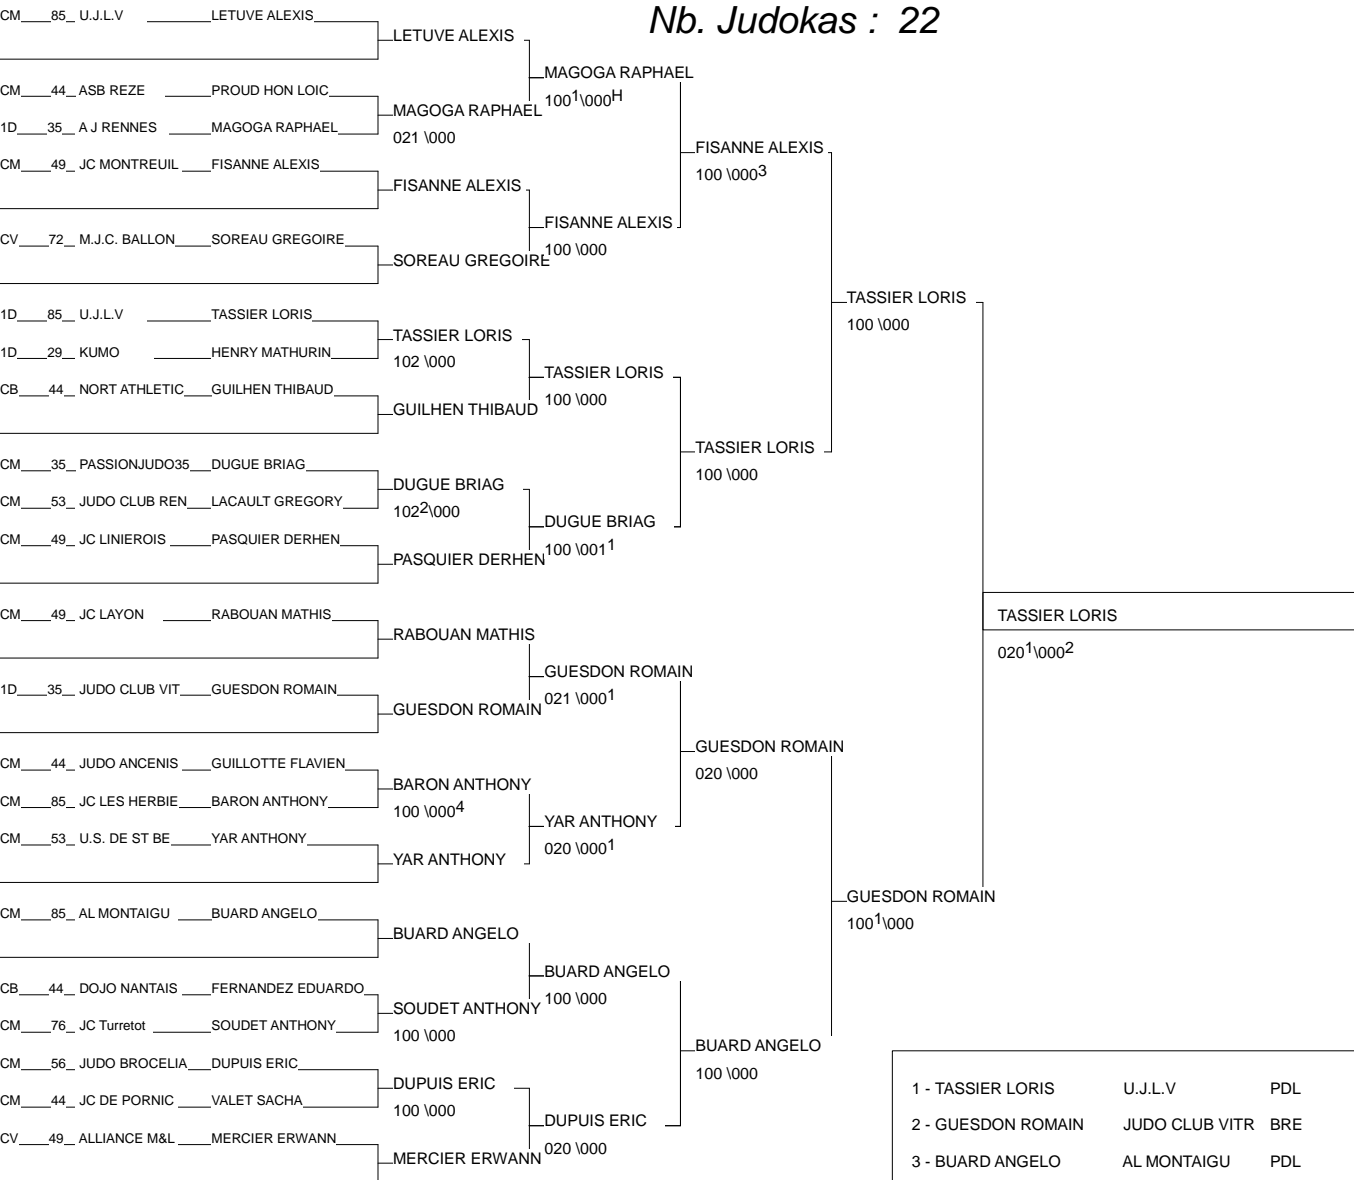 Nb. Judokas : 22
CM 85 U.J.L.V LETUVE ALEXIS
CM 44 ASB REZE PROUD HON LOIC
1D 35 A J RENNES MAGOGA RAPHAEL
CM 49 JC MONTREUIL FISANNE ALEXIS
CV 72 M.J.C. BALLON SOREAU GREGOIRE
1D 85 U.J.L.V TASSIER LORIS
1D 29 KUMO HENRY MATHURIN
CB 44 NORT ATHLETIC GUILHEN THIBAUD
CM 35 PASSIONJUDO35 DUGUE BRIAG
CM 53 JUDO CLUB REN LACAULT GREGORY
CM 49 JC LINIEROIS PASQUIER DERHEN
CM 49 JC LAYON RABOUAN MATHIS
1D 35 JUDO CLUB VIT GUESDON ROMAIN
CM 44 JUDO ANCENIS GUILLOTTE FLAVIEN
CM 85 JC LES HERBIE BARON ANTHONY
CM 53 U.S. DE ST BE YAR ANTHONY
CM 85 AL MONTAIGU BUARD ANGELO
CB 44 DOJO NANTAIS FERNANDEZ EDUARDO
CM 76 JC Turretot SOUDET ANTHONY
CM 56 JUDO BROCELIA DUPUIS ERIC
CM 44 JC DE PORNIC VALET SACHA
CV 49 ALLIANCE M&L MERCIER ERWANN
LETUVE ALEXIS
MAGOGA RAPHAEL
021 \000
FISANNE ALEXIS
SOREAU GREGOIRE
TASSIER LORIS
102 \000
GUILHEN THIBAUD
DUGUE BRIAG
102²\000
PASQUIER DERHEN
RABOUAN MATHIS
GUESDON ROMAIN
BARON ANTHONY
100 \000⁴
YAR ANTHONY
BUARD ANGELO
SOUDET ANTHONY
100 \000
DUPUIS ERIC
100 \000
MERCIER ERWANN
MAGOGA RAPHAEL
100¹\000ᴴ
FISANNE ALEXIS
100 \000
TASSIER LORIS
100 \000
DUGUE BRIAG
100 \001¹
GUESDON ROMAIN
021 \000¹
YAR ANTHONY
020 \000¹
BUARD ANGELO
100 \000
DUPUIS ERIC
020 \000
FISANNE ALEXIS
100 \000³
TASSIER LORIS
100 \000
GUESDON ROMAIN
020 \000
BUARD ANGELO
100 \000
TASSIER LORIS
100 \000
GUESDON ROMAIN
100¹\000
TASSIER LORIS
020¹\000²
1 - TASSIER LORIS U.J.L.V PDL
2 - GUESDON ROMAIN JUDO CLUB VITR BRE
3 - BUARD ANGELO AL MONTAIGU PDL